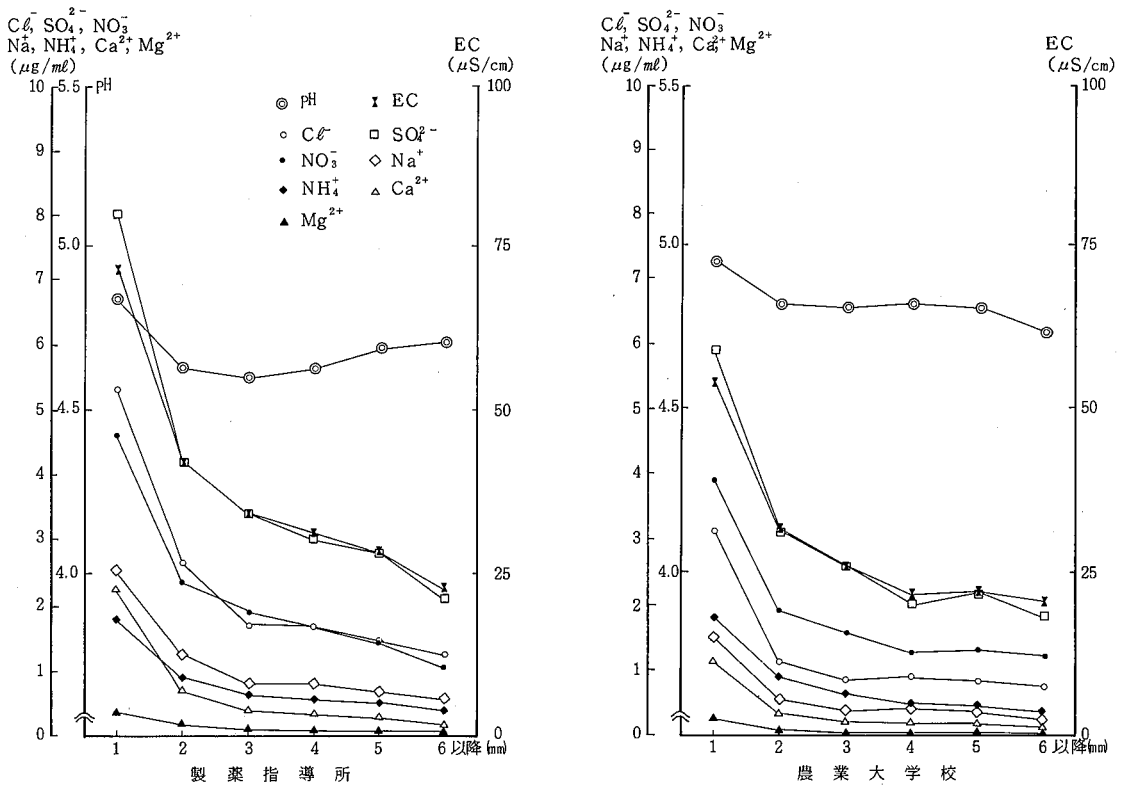 Cℓ⁻, SO₄²⁻, NO₃⁻
Na⁺, NH₄⁺, Ca²⁺, Mg²⁺
(μg/mℓ)
EC
(μS/cm)
pH
10 9 8 7 6 5 4 3 2 1 0
5.5 5.0 4.5 4.0
100 75 50 25 0
◎ pH
EC
○ Cℓ⁻
□ SO₄²⁻
● NO₃⁻
◇ Na⁺
◆ NH₄⁺
△ Ca²⁺
▲ Mg²⁺
1 2 3 4 5 6以降(mm)
製薬指導所
Cℓ⁻, SO₄²⁻, NO₃⁻
Na⁺, NH₄⁺, Ca²⁺, Mg²⁺
(μg/mℓ)
EC
(μS/cm)
10 9 8 7 6 5 4 3 2 1 0
5.5 5.0 4.5 4.0
100 75 50 25 0
1 2 3 4 5 6以降(mm)
農業大学校